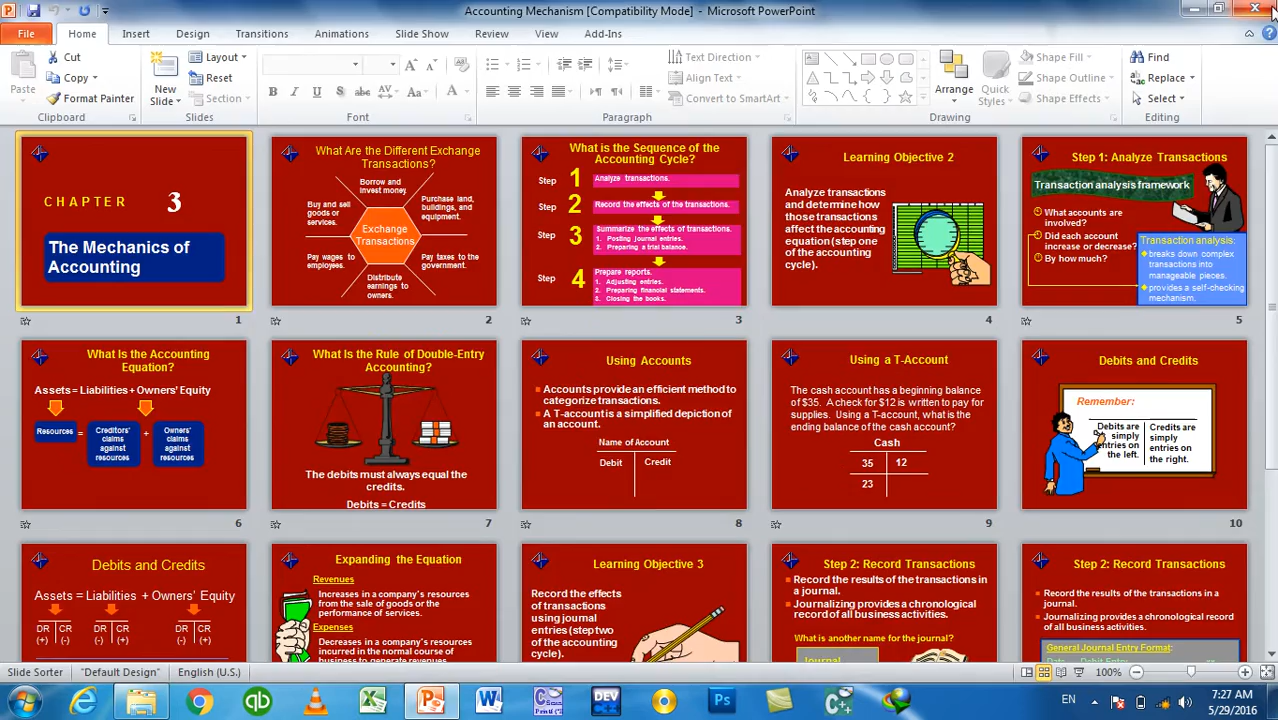 Accounting Mechanism [Compatibility Mode] - Microsoft PowerPoint
File Home Insert Design Transitions Animations Slide Show Review View Add-Ins
Paste
Cut
Copy
Format Painter
Clipboard
New
Slide
Layout
Reset
Section
Slides
Font
Text Direction
Align Text
Convert to SmartArt
Paragraph
Arrange
Quick
Styles
Shape Fill
Shape Outline
Shape Effects
Drawing
Find
Replace
Select
Editing
CHAPTER 3
The Mechanics of
Accounting
1
What Are the Different Exchange
Transactions?
Borrow and
invest money.
Buy and sell
goods or
services.
Purchase land,
buildings, and
equipment.
Exchange
Transactions
Pay wages to
employees.
Pay taxes to the
government.
Distribute
earnings to
owners.
2
What is the Sequence of the
Accounting Cycle?
Step 1 Analyze transactions.
Step 2 Record the effects of the transactions.
Step 3 Summarize the effects of transactions.
1. Posting journal entries.
2. Preparing a trial balance.
Step 4 Prepare reports.
1. Adjusting entries.
2. Preparing financial statements.
3. Closing the books.
3
Learning Objective 2
Analyze transactions
and determine how
those transactions
affect the accounting
equation (step one
of the accounting
cycle).
4
Step 1: Analyze Transactions
Transaction analysis framework
What accounts are
involved?
Did each account
increase or decrease?
By how much?
Transaction analysis:
breaks down complex
transactions into
manageable pieces.
provides a self-checking
mechanism.
5
What Is the Accounting
Equation?
Assets = Liabilities + Owners' Equity
Resources = Creditors'
claims
against
resources + Owners'
claims
against
resources
6
What Is the Rule of Double-Entry
Accounting?
The debits must always equal the
credits.
Debits = Credits
7
Using Accounts
Accounts provide an efficient method to
categorize transactions.
A T-account is a simplified depiction of
an account.
Name of Account
Debit Credit
8
Using a T-Account
The cash account has a beginning balance
of $35. A check for $12 is written to pay for
supplies. Using a T-account, what is the
ending balance of the cash account?
Cash
35 12
23
9
Debits and Credits
Remember:
Debits are
simply
entries on
the left.
Credits are
simply
entries on
the right.
10
Debits and Credits
Assets = Liabilities + Owners' Equity
DR CR DR CR DR CR
(+) (-) (-) (+) (-) (+)
Expanding the Equation
Revenues
Increases in a company's resources
from the sale of goods or the
performance of services.
Expenses
Decreases in a company's resources
incurred in the normal course of
business to generate revenues.
Learning Objective 3
Record the effects
of transactions
using journal
entries (step two
of the accounting
cycle).
Step 2: Record Transactions
Record the results of the transactions in
a journal.
Journalizing provides a chronological
record of all business activities.
What is another name for the journal?
Journal
Step 2: Record Transactions
Record the results of the transactions in a
journal.
Journalizing provides a chronological record
of all business activities.
General Journal Entry Format:
Date Debit Entry xx
Slide Sorter "Default Design" English (U.S.) 100%
EN 7:27 AM
5/29/2016